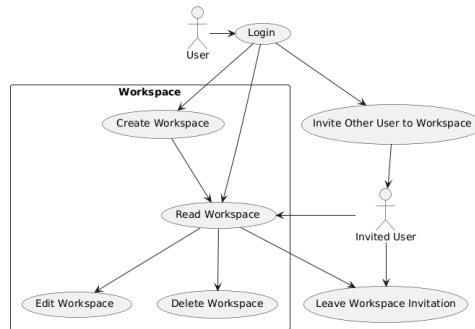 Login
User
Workspace
Create Workspace
Invite Other User to Workspace
Read Workspace
Invited User
Edit Workspace
Delete Workspace
Leave Workspace Invitation